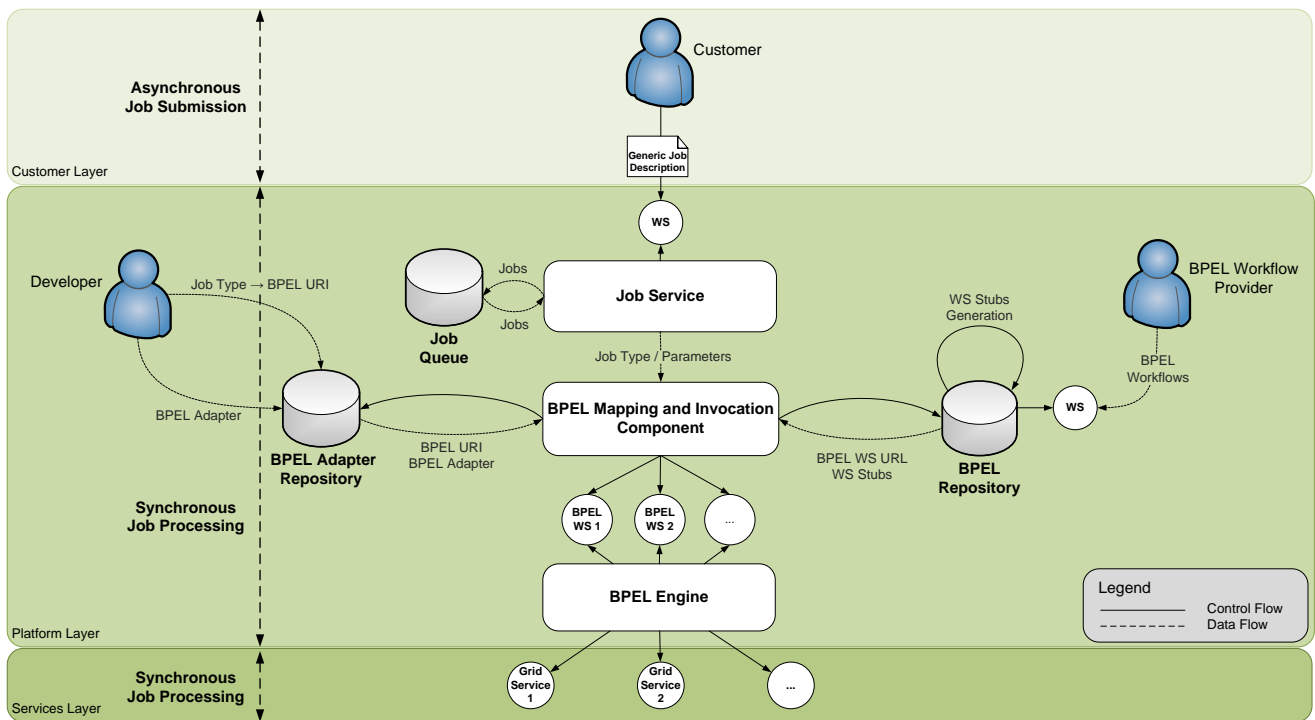 Customer
Asynchronous
Job Submission
Generic Job
Description
Customer Layer
WS
Developer
Job Type → BPEL URI
Jobs
Jobs
Job Service
Job
Queue
BPEL Workflow
Provider
WS Stubs
Generation
Job Type / Parameters
BPEL
Workflows
BPEL Adapter
BPEL Mapping and Invocation
Component
WS
BPEL URI
BPEL Adapter
BPEL Adapter
Repository
BPEL WS URL
WS Stubs
BPEL
Repository
Synchronous
Job Processing
BPEL
WS 1
BPEL
WS 2
...
BPEL Engine
Legend
Control Flow
Data Flow
Platform Layer
Synchronous
Job Processing
Grid
Service
1
Grid
Service
2
...
Services Layer